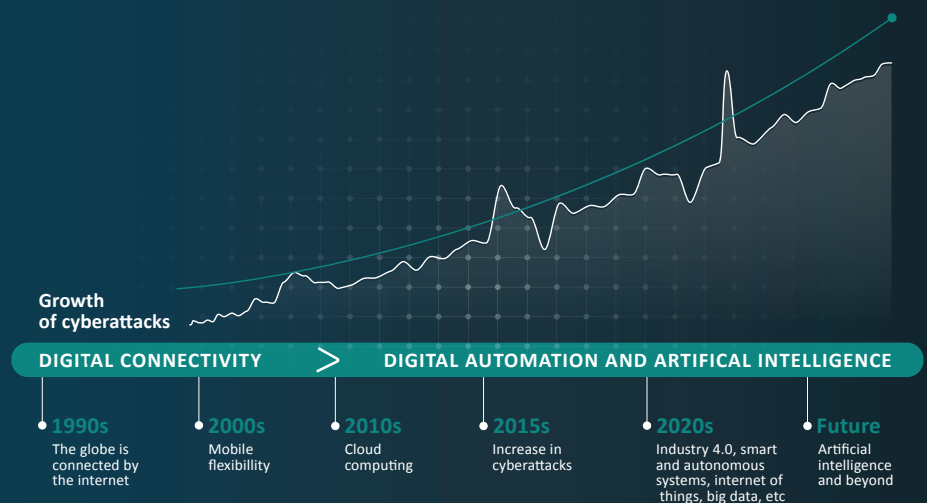 Growth
of cyberattacks
DIGITAL CONNECTIVITY > DIGITAL AUTOMATION AND ARTIFICAL INTELLIGENCE
1990s
The globe is
connected by
the internet
2000s
Mobile
flexibillity
2010s
Cloud
computing
2015s
Increase in
cyberattacks
2020s
Industry 4.0, smart
and autonomous
systems, internet of
things, big data, etc
Future
Artificial
intelligence
and beyond